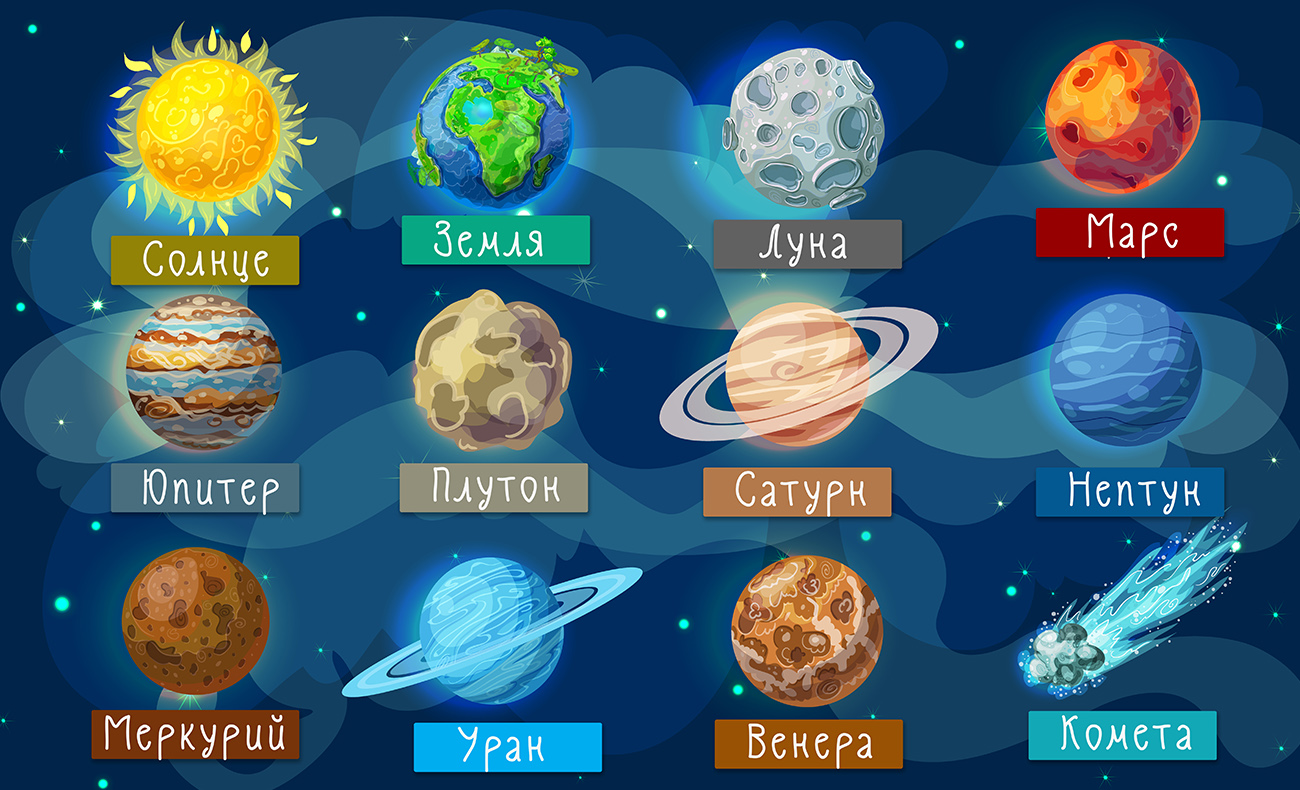 Солнце
Земля
Луна
Марс
Юпитер
Плутон
Сатурн
Нептун
Меркурий
Уран
Венера
Комета